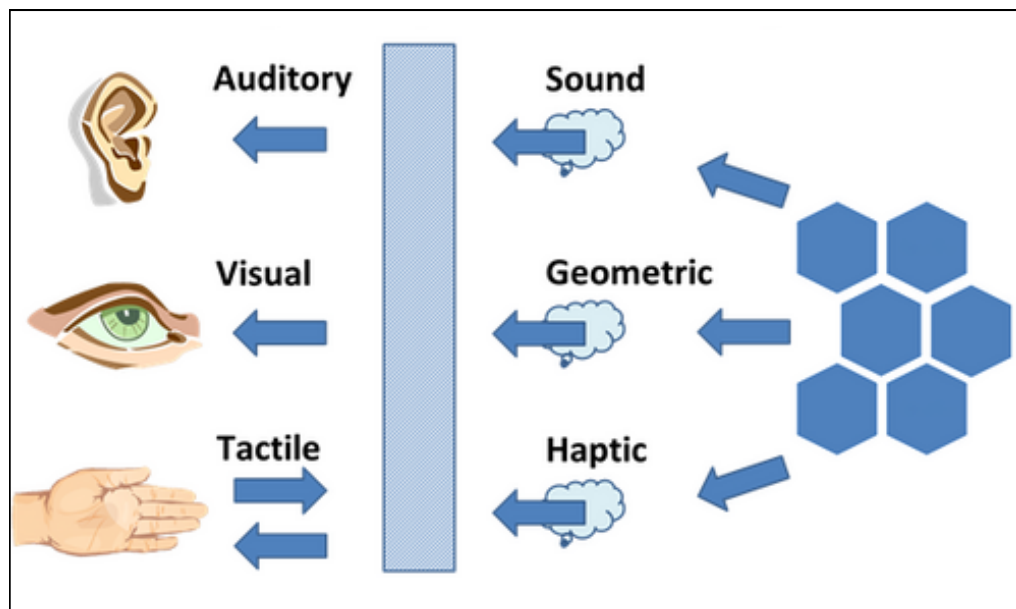 Auditory
Sound
Visual
Geometric
Tactile
Haptic